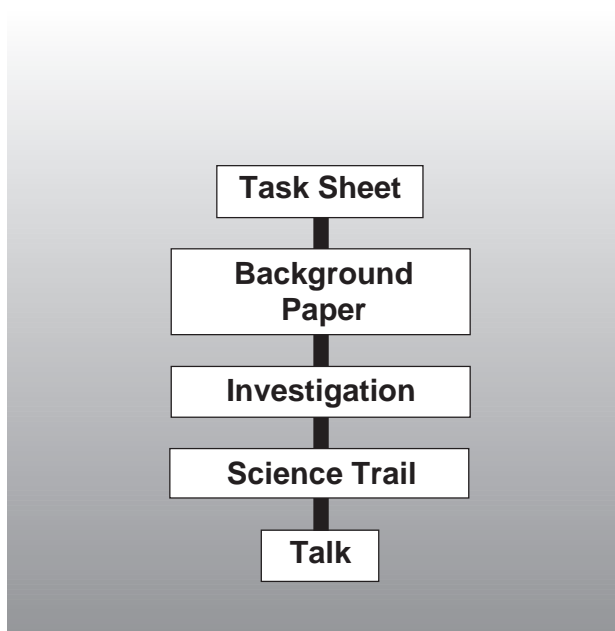 Task Sheet
Background
Paper
Investigation
Science Trail
Talk